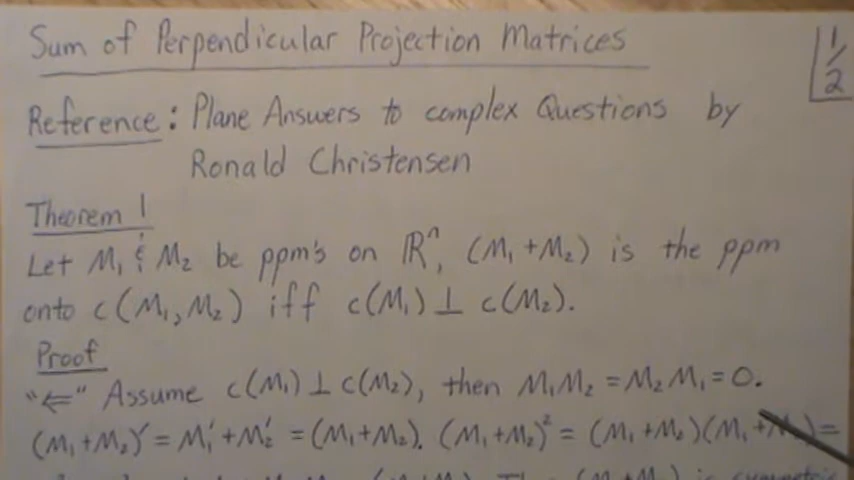 Sum of Perpendicular Projection Matrices
1/2
Reference: Plane Answers to complex Questions by
Ronald Christensen
Theorem 1
Let M₁ & M₂ be ppm's on ℝⁿ, (M₁+M₂) is the ppm
onto c(M₁,M₂) iff c(M₁)⊥c(M₂).
Proof
"⇐" Assume c(M₁)⊥c(M₂), then M₁M₂=M₂M₁=0.
(M₁+M₂)'=M₁'+M₂'=(M₁+M₂). (M₁+M₂)²=(M₁+M₂)(M₁+M₂)=